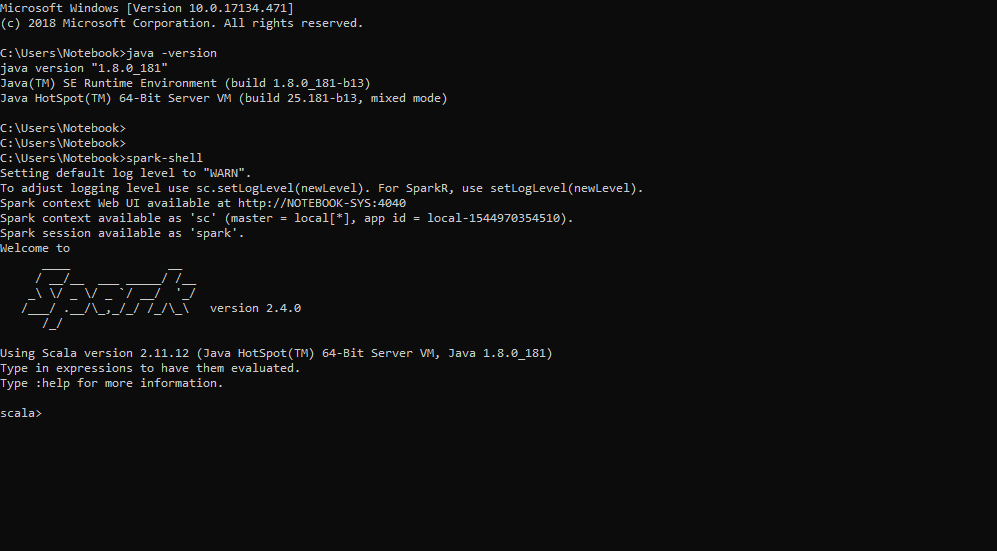 Microsoft Windows [Version 10.0.17134.471]
(c) 2018 Microsoft Corporation. All rights reserved.

C:\Users\Notebook>java -version
java version "1.8.0_181"
Java(TM) SE Runtime Environment (build 1.8.0_181-b13)
Java HotSpot(TM) 64-Bit Server VM (build 25.181-b13, mixed mode)

C:\Users\Notebook>
C:\Users\Notebook>
C:\Users\Notebook>spark-shell
Setting default log level to "WARN".
To adjust logging level use sc.setLogLevel(newLevel). For SparkR, use setLogLevel(newLevel).
Spark context Web UI available at http://NOTEBOOK-SYS:4040
Spark context available as 'sc' (master = local[*], app id = local-1544970354510).
Spark session available as 'spark'.
Welcome to
      ____              __
     / __/__  ___ _____/ /__
    _\ \/ _ \/ _ `/ __/  '_/
   /___/ .__/\_,_/_/ /_/\_\   version 2.4.0
      /_/

Using Scala version 2.11.12 (Java HotSpot(TM) 64-Bit Server VM, Java 1.8.0_181)
Type in expressions to have them evaluated.
Type :help for more information.

scala>